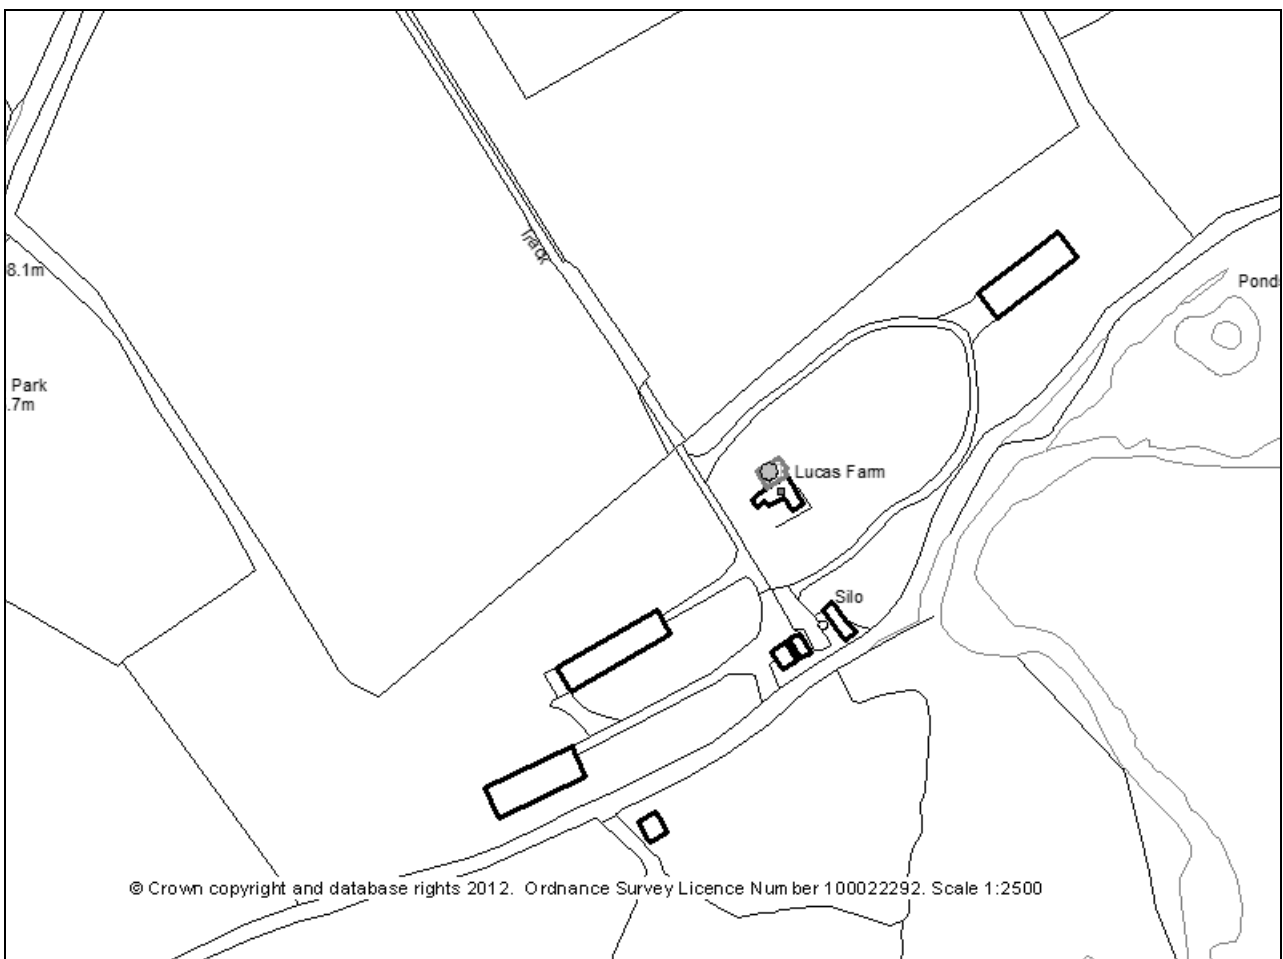 Track
8.1m
Ponds
Park
.7m
Lucas Farm
Silo
© Crown copyright and database rights 2012. Ordnance Survey Licence Number 100022292. Scale 1:2500